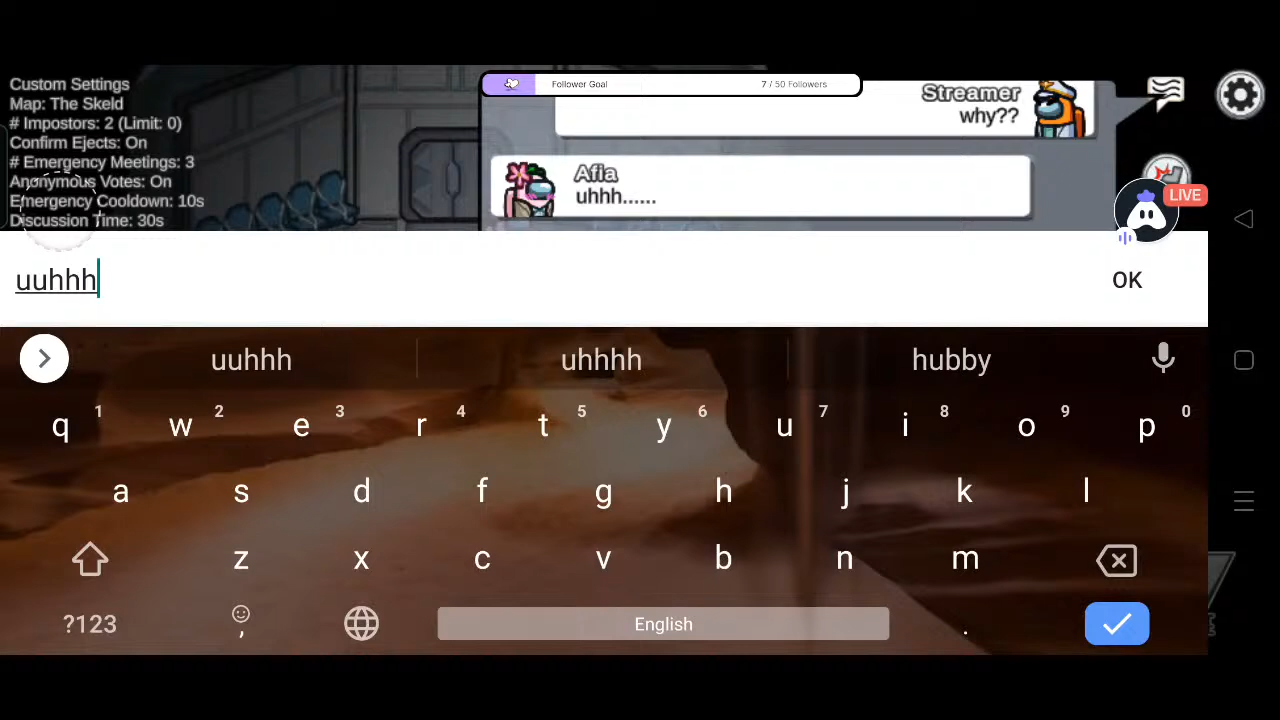 Custom Settings
Map: The Skeld
# Impostors: 2 (Limit: 0)
Confirm Ejects: On
# Emergency Meetings: 3
Anonymous Votes: On
Emergency Cooldown: 10s
Discussion Time: 30s
Follower Goal 7 / 50 Followers
Streamer
why??
Afia
uhhh......
LIVE
uuhhh
OK
uuhhh uhhhh hubby
q 1 w 2 e 3 r 4 t 5 y 6 u 7 i 8 o 9 p 0
a s d f g h j k l
z x c v b n m
?123 , English .